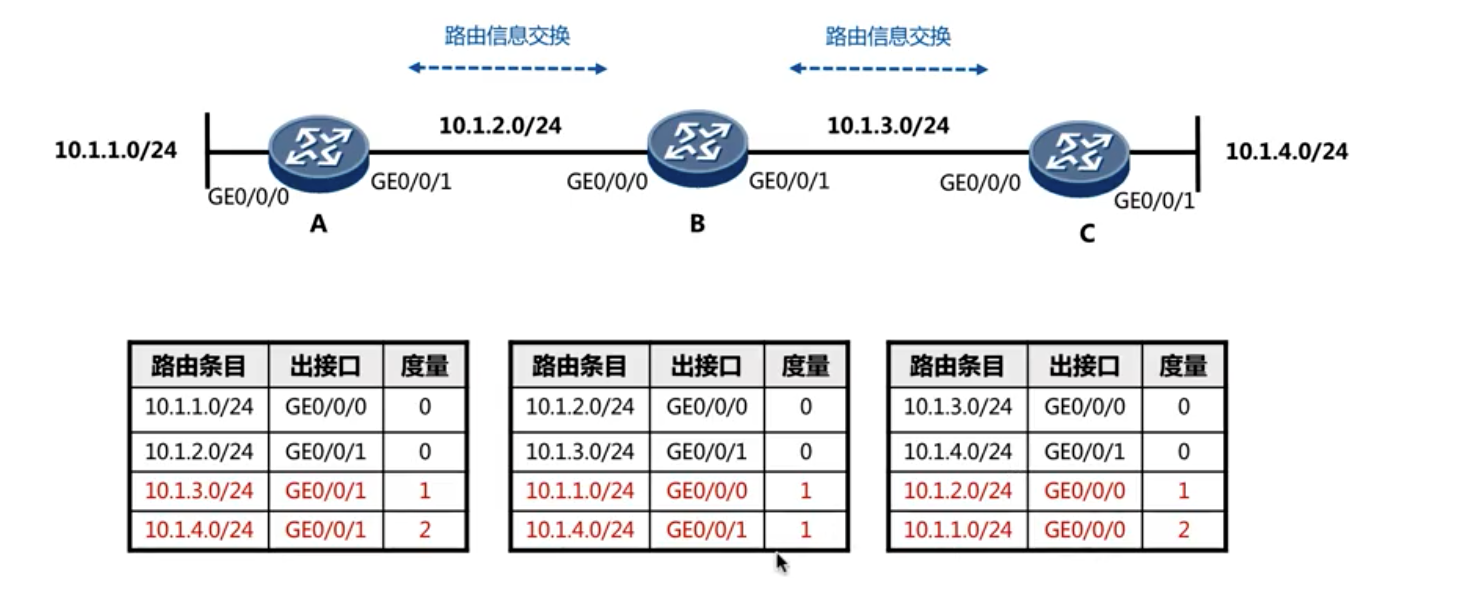 路由信息交换 路由信息交换
10.1.1.0/24 10.1.2.0/24 10.1.3.0/24 10.1.4.0/24
GE0/0/0 GE0/0/1 GE0/0/0 GE0/0/1 GE0/0/0 GE0/0/1
A B C
路由条目 出接口 度量
10.1.1.0/24 GE0/0/0 0
10.1.2.0/24 GE0/0/1 0
10.1.3.0/24 GE0/0/1 1
10.1.4.0/24 GE0/0/1 2
路由条目 出接口 度量
10.1.2.0/24 GE0/0/0 0
10.1.3.0/24 GE0/0/1 0
10.1.1.0/24 GE0/0/0 1
10.1.4.0/24 GE0/0/1 1
路由条目 出接口 度量
10.1.3.0/24 GE0/0/0 0
10.1.4.0/24 GE0/0/1 0
10.1.2.0/24 GE0/0/0 1
10.1.1.0/24 GE0/0/0 2